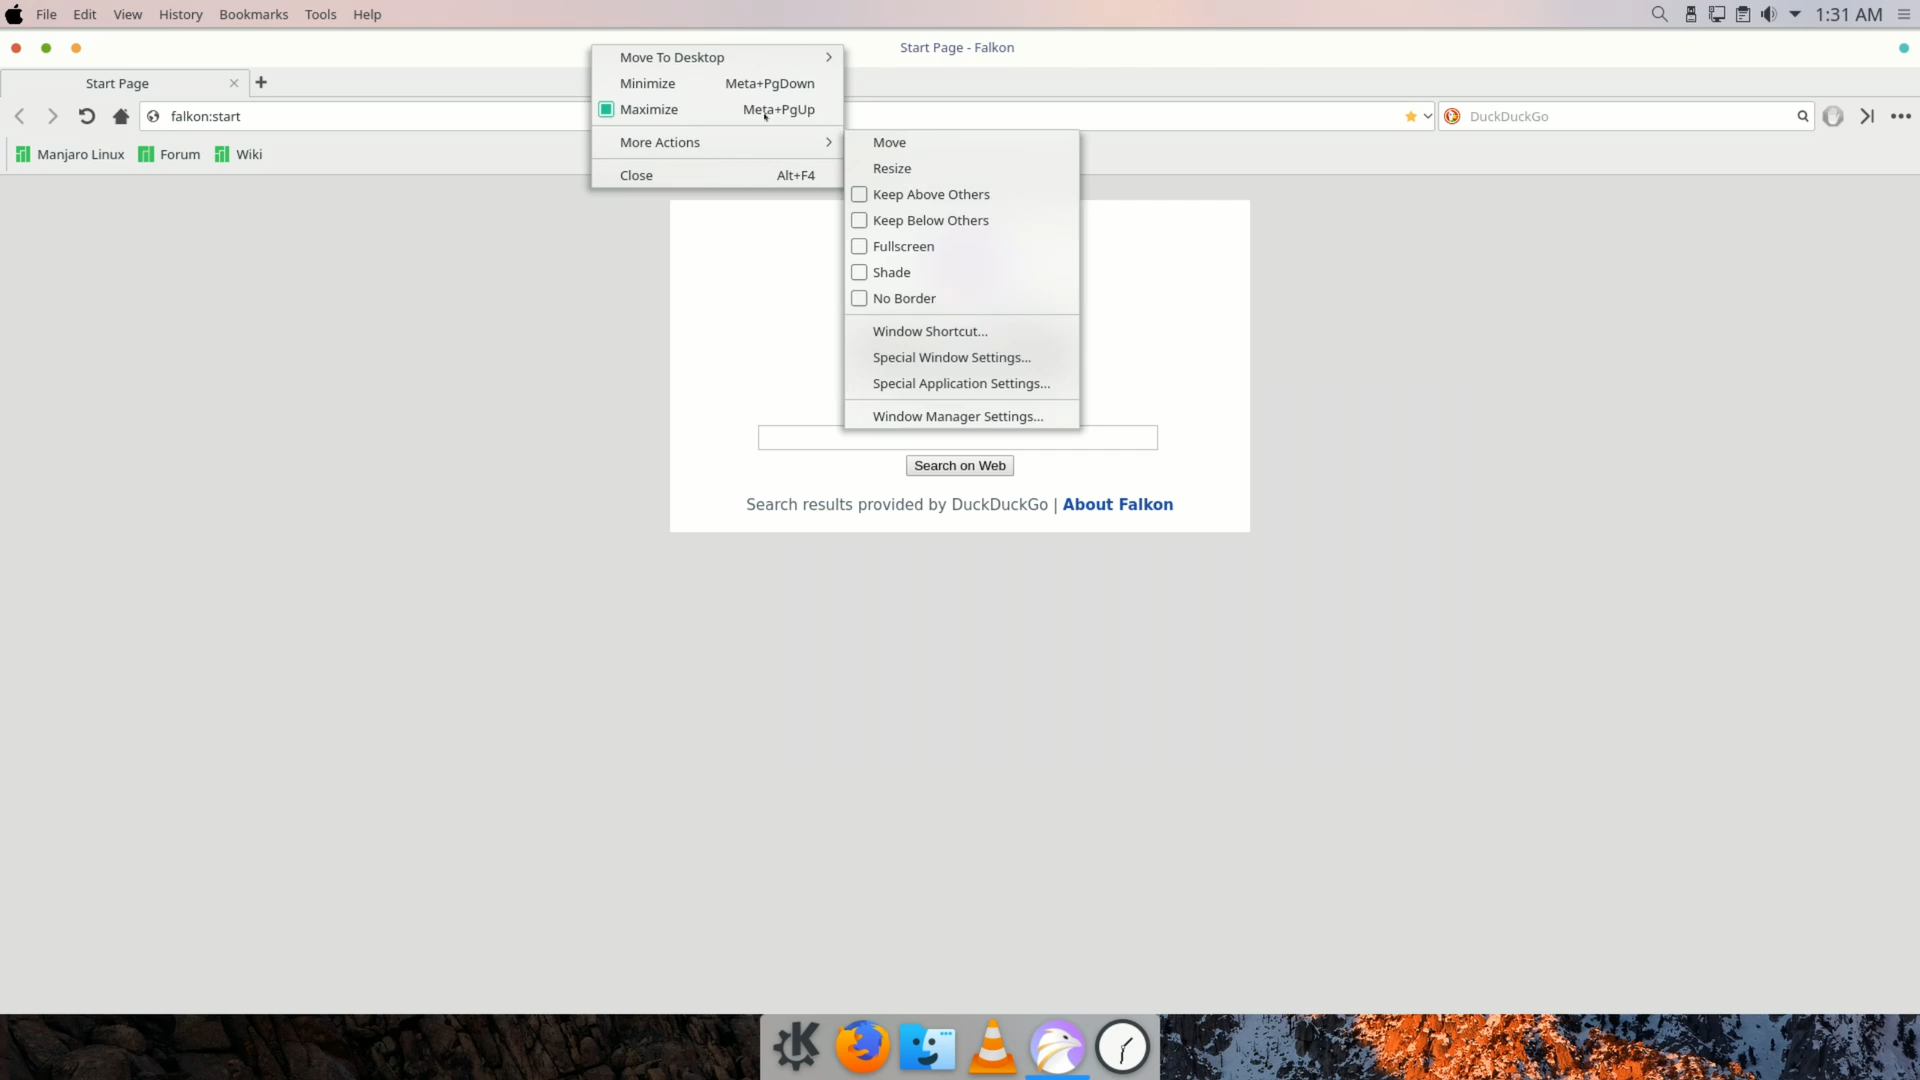 File Edit View History Bookmarks Tools Help 1:31 AM
Start Page - Falkon
Start Page
falkon:start
DuckDuckGo
Manjaro Linux Forum Wiki
Move To Desktop
Minimize Meta+PgDown
Maximize Meta+PgUp
More Actions
Close Alt+F4
Move
Resize
Keep Above Others
Keep Below Others
Fullscreen
Shade
No Border
Window Shortcut...
Special Window Settings...
Special Application Settings...
Window Manager Settings...
Search on Web
Search results provided by DuckDuckGo | About Falkon